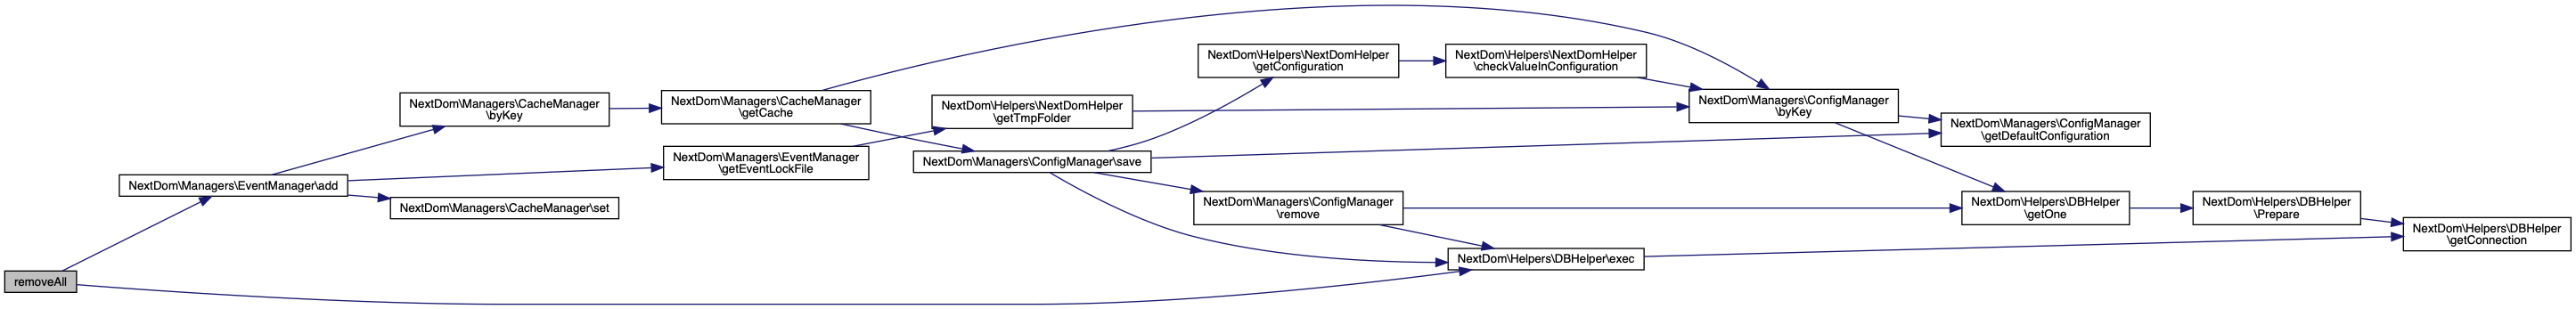 removeAll
NextDom\Managers\EventManager\add
NextDom\Managers\CacheManager
\byKey
NextDom\Managers\CacheManager\set
NextDom\Managers\CacheManager
\getCache
NextDom\Managers\EventManager
\getEventLockFile
NextDom\Helpers\NextDomHelper
\getTmpFolder
NextDom\Managers\ConfigManager\save
NextDom\Helpers\NextDomHelper
\getConfiguration
NextDom\Managers\ConfigManager
\remove
NextDom\Helpers\NextDomHelper
\checkValueInConfiguration
NextDom\Helpers\DBHelper\exec
NextDom\Managers\ConfigManager
\byKey
NextDom\Managers\ConfigManager
\getDefaultConfiguration
NextDom\Helpers\DBHelper
\getOne
NextDom\Helpers\DBHelper
\Prepare
NextDom\Helpers\DBHelper
\getConnection